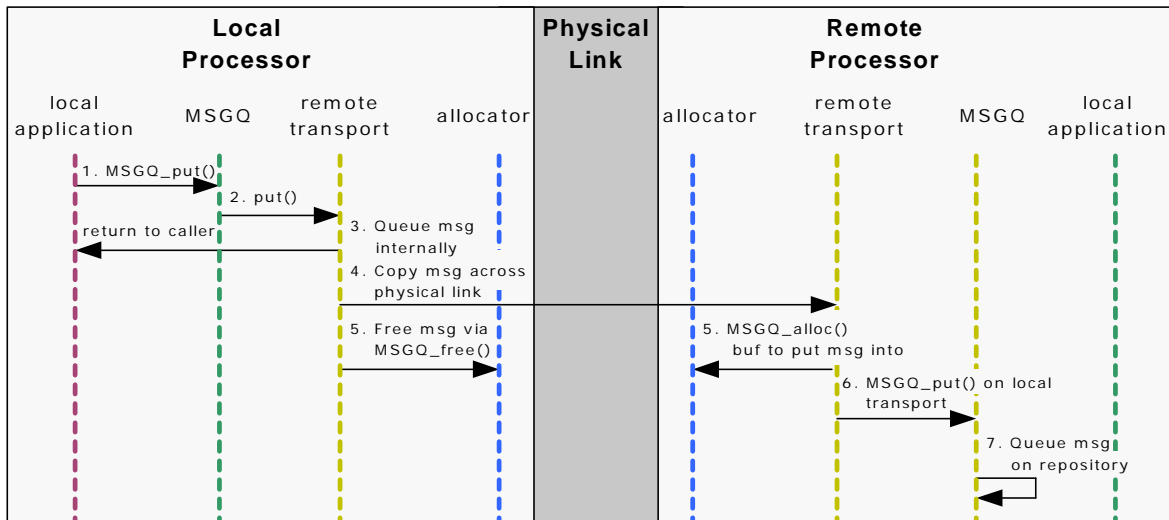 Local
Processor
Physical
Link
Remote
Processor
local
application
MSGQ
remote
transport
allocator
allocator
remote
transport
MSGQ
local
application
1. MSGQ_put()
2. put()
return to caller
3. Queue msg
internally
4. Copy msg across
physical link
5. Free msg via
MSGQ_free()
5. MSGQ_alloc()
buf to put msg into
6. MSGQ_put() on local
transport
7. Queue msg
on repository